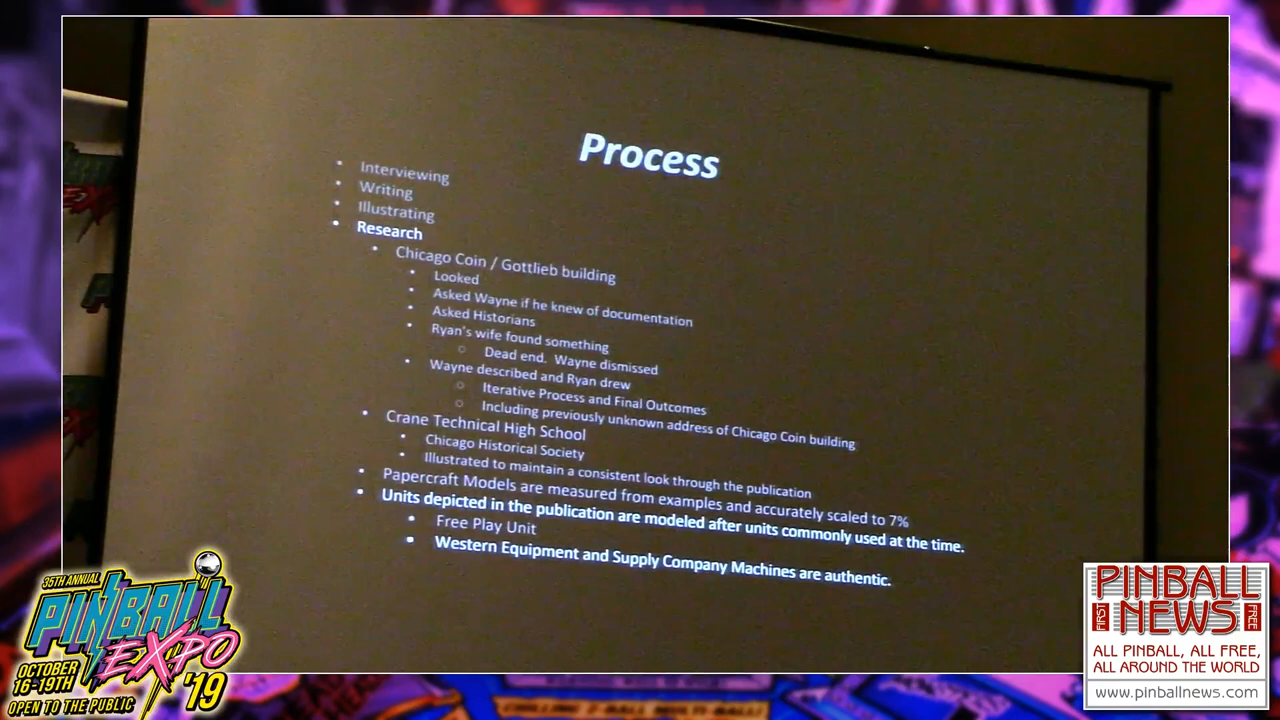 Process
Interviewing
Writing
Illustrating
Research
Chicago Coin / Gottlieb building
Looked
Asked Wayne if he knew of documentation
Asked Historians
Ryan's wife found something
Dead end. Wayne dismissed
Wayne described and Ryan drew
Iterative Process and Final Outcomes
Including previously unknown address of Chicago Coin building
Crane Technical High School
Chicago Historical Society
Illustrated to maintain a consistent look through the publication
Papercraft Models are measured from examples and accurately scaled to 7%
Units depicted in the publication are modeled after units commonly used at the time.
Free Play Unit
Western Equipment and Supply Company Machines are authentic.
35TH ANNUAL
PINBALL
EXPO
OCTOBER
16-19TH
'19
OPEN TO THE PUBLIC
PINBALL
FIRST NEWS FREE
ALL PINBALL, ALL FREE,
ALL AROUND THE WORLD
www.pinballnews.com